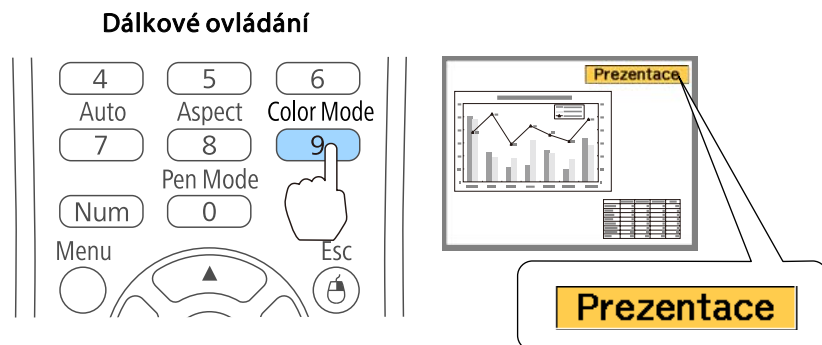 Dálkové ovládání
4 5 6
Auto Aspect Color Mode
7 8 9
Pen Mode
Num 0
Menu Esc
Prezentace
Prezentace